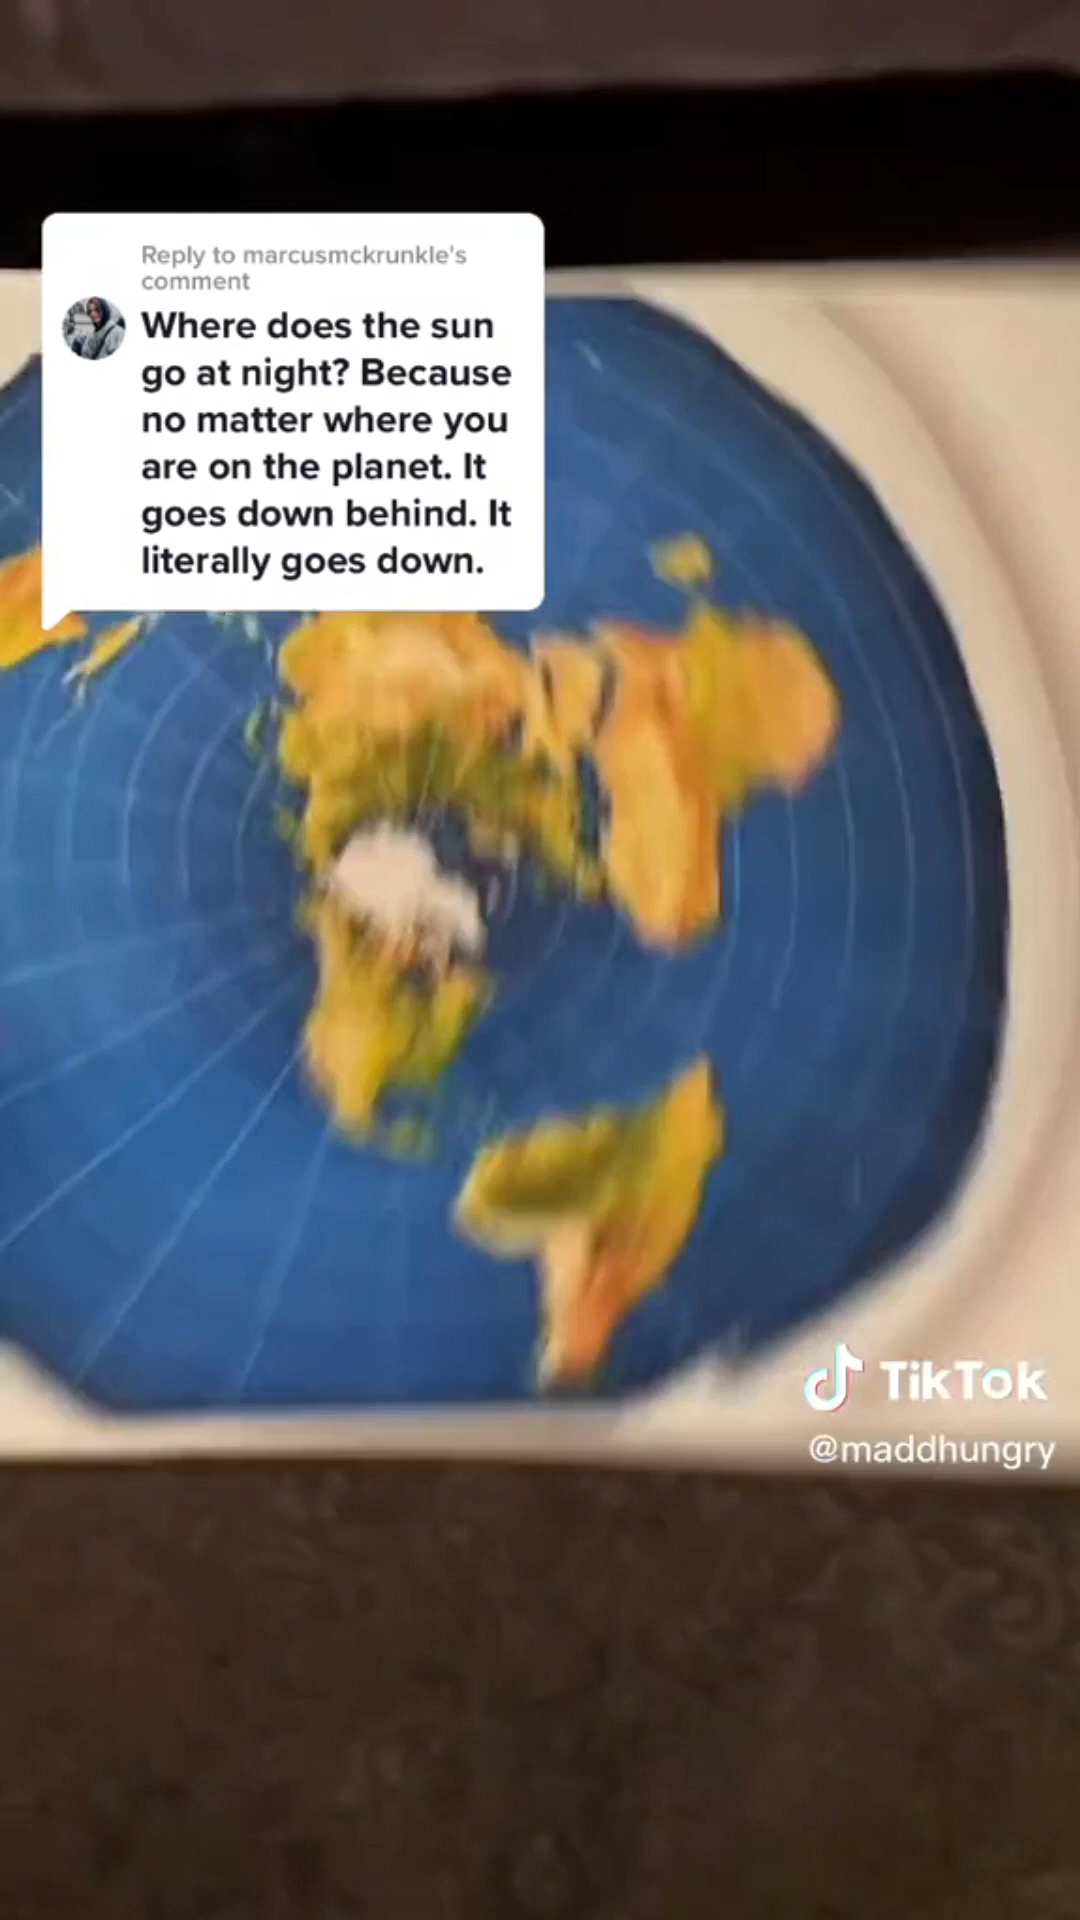 Reply to marcusmckrunkle's
comment
Where does the sun
go at night? Because
no matter where you
are on the planet. It
goes down behind. It
literally goes down.
TikTok
@maddhungry